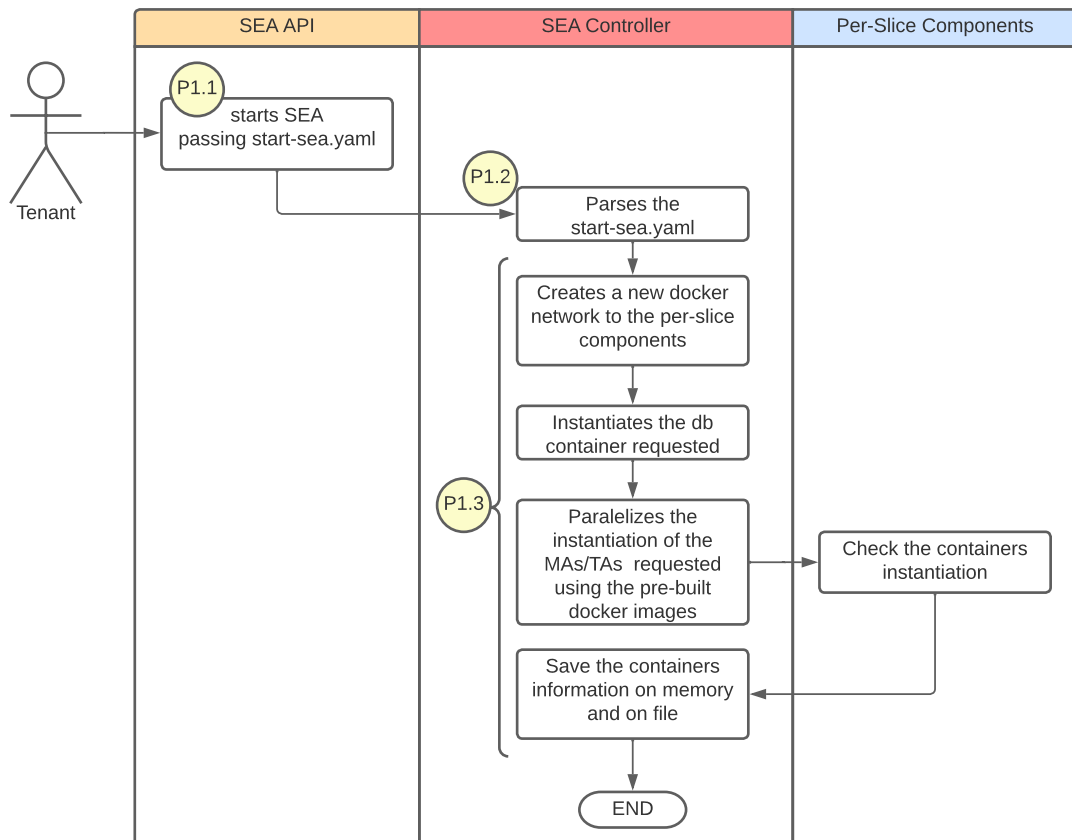 SEA API
SEA Controller
Per-Slice Components
P1.1
starts SEA
passing start-sea.yaml
Tenant
P1.2
Parses the
start-sea.yaml
Creates a new docker
network to the per-slice
components
Instantiates the db
container requested
P1.3
Paralelizes the
instantiation of the
MAs/TAs  requested
using the pre-built
docker images
Check the containers
instantiation
Save the containers
information on memory
and on file
END